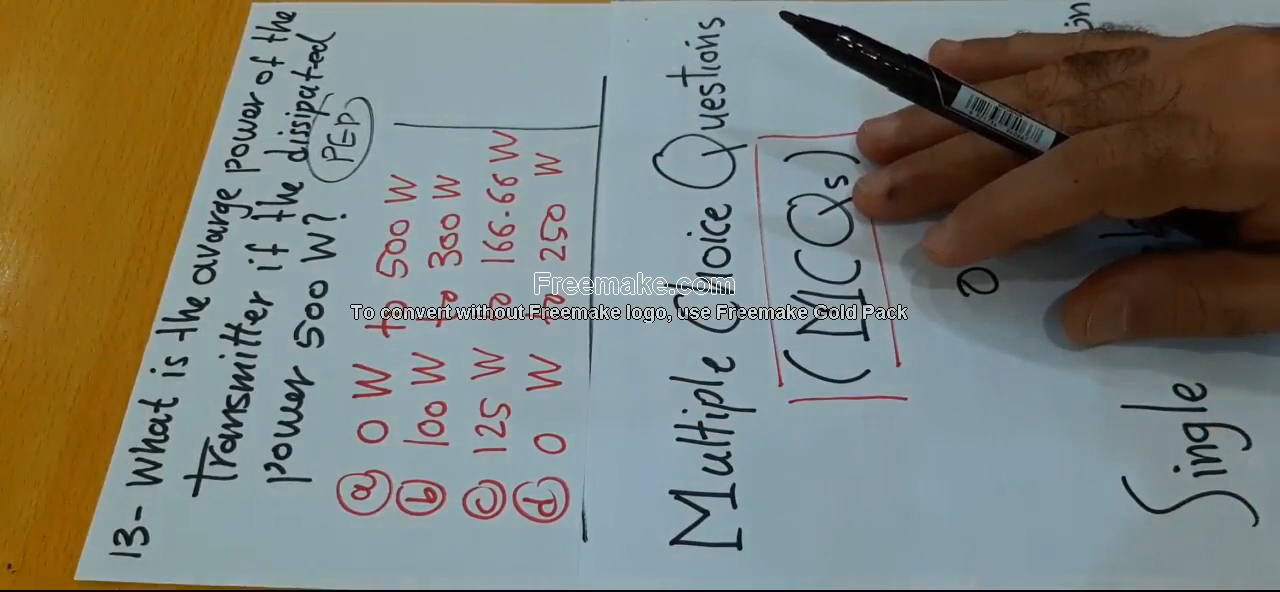 13- What is the avarge power of the
transmitter if the dissipated
power 500 W? PEP
a 0 W to 500 W
b 100 W to 300 W
c 125 W to 166.66 W
d 0 W to 250 W
Multiple Choice Questions
(MCQs)
Single
Freemake.com
To convert without Freemake logo, use Freemake Gold Pack